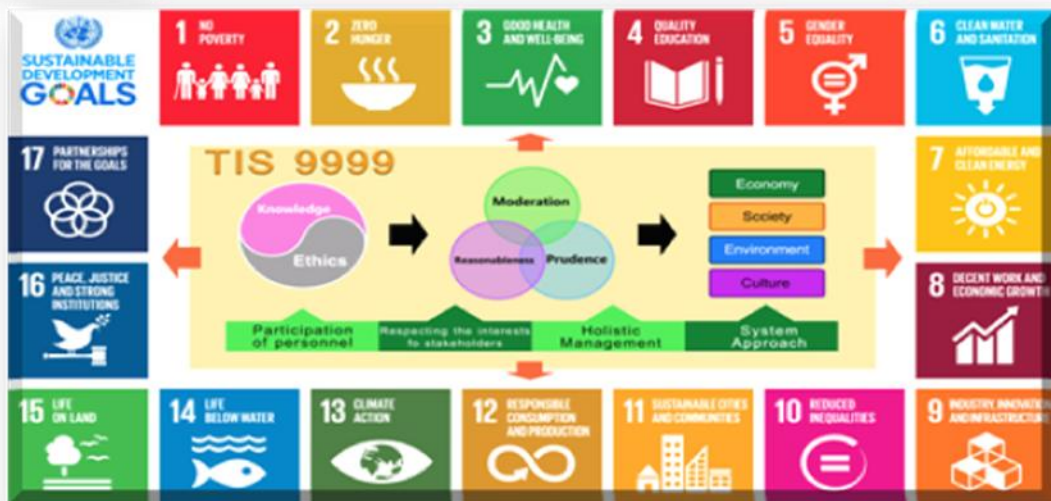 SUSTAINABLE
DEVELOPMENT
GOALS
1 NO
POVERTY
2 ZERO
HUNGER
3 GOOD HEALTH
AND WELL-BEING
4 QUALITY
EDUCATION
5 GENDER
EQUALITY
6 CLEAN WATER
AND SANITATION
17 PARTNERSHIPS
FOR THE GOALS
TIS 9999
Knowledge
Ethics
Moderation
Reasonableness
Prudence
Economy
Society
Environment
Culture
7 AFFORDABLE AND
CLEAN ENERGY
16 PEACE, JUSTICE
AND STRONG
INSTITUTIONS
Participation
of personnel
Respecting the interests
fo stakeholders
Holistic
Management
System
Approach
8 DECENT WORK AND
ECONOMIC GROWTH
15 LIFE
ON LAND
14 LIFE
BELOW WATER
13 CLIMATE
ACTION
12 RESPONSIBLE
CONSUMPTION
AND PRODUCTION
11 SUSTAINABLE CITIES
AND COMMUNITIES
10 REDUCED
INEQUALITIES
9 INDUSTRY, INNOVATION
AND INFRASTRUCTURE